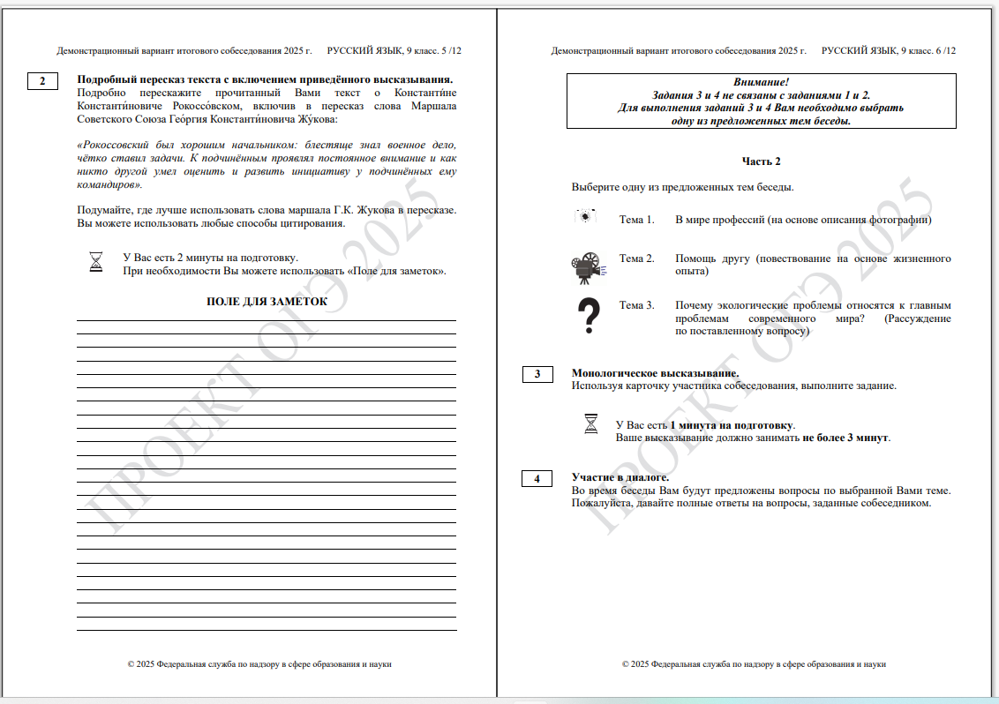 Демонстрационный вариант итогового собеседования 2025 г. РУССКИЙ ЯЗЫК, 9 класс. 5 /12
2
Подробный пересказ текста с включением приведённого высказывания.
Подробно перескажите прочитанный Вами текст о Константи́не
Константи́новиче Рокоссо́вском, включив в пересказ слова Маршала
Советского Союза Гео́ргия Константи́новича Жу́кова:
«Рокоссовский был хорошим начальником: блестяще знал военное дело,
чётко ставил задачи. К подчинённым проявлял постоянное внимание и как
никто другой умел оценить и развить инициативу у подчинённых ему
командиров».
Подумайте, где лучше использовать слова маршала Г.К. Жукова в пересказе.
Вы можете использовать любые способы цитирования.
У Вас есть 2 минуты на подготовку.
При необходимости Вы можете использовать «Поле для заметок».
ПОЛЕ ДЛЯ ЗАМЕТОК
ПРОЕКТ ОГЭ 2025
© 2025 Федеральная служба по надзору в сфере образования и науки
Демонстрационный вариант итогового собеседования 2025 г. РУССКИЙ ЯЗЫК, 9 класс. 6 /12
Внимание!
Задания 3 и 4 не связаны с заданиями 1 и 2.
Для выполнения заданий 3 и 4 Вам необходимо выбрать
одну из предложенных тем беседы.
Часть 2
Выберите одну из предложенных тем беседы.
Тема 1. В мире профессий (на основе описания фотографии)
Тема 2. Помощь другу (повествование на основе жизненного
опыта)
Тема 3. Почему экологические проблемы относятся к главным
проблемам современного мира? (Рассуждение
по поставленному вопросу)
3
Монологическое высказывание.
Используя карточку участника собеседования, выполните задание.
У Вас есть 1 минута на подготовку.
Ваше высказывание должно занимать не более 3 минут.
4
Участие в диалоге.
Во время беседы Вам будут предложены вопросы по выбранной Вами теме.
Пожалуйста, давайте полные ответы на вопросы, заданные собеседником.
ПРОЕКТ ОГЭ 2025
© 2025 Федеральная служба по надзору в сфере образования и науки